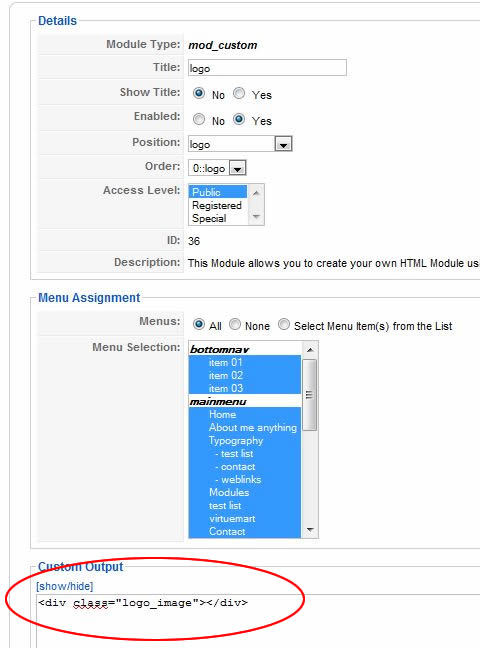 Details
Module Type: mod_custom
Title: logo
Show Title: No Yes
Enabled: No Yes
Position: logo
Order: 0::logo
Access Level: Public
Registered
Special
ID: 36
Description: This Module allows you to create your own HTML Module us
Menu Assignment
Menus: All None Select Menu Item(s) from the List
Menu Selection: bottomnav
item 01
item 02
item 03
mainmenu
Home
About me anything
Typography
- test list
- contact
- weblinks
Modules
test list
virtuemart
Contact
Custom Output
[show/hide]
<div class="logo_image"></div>